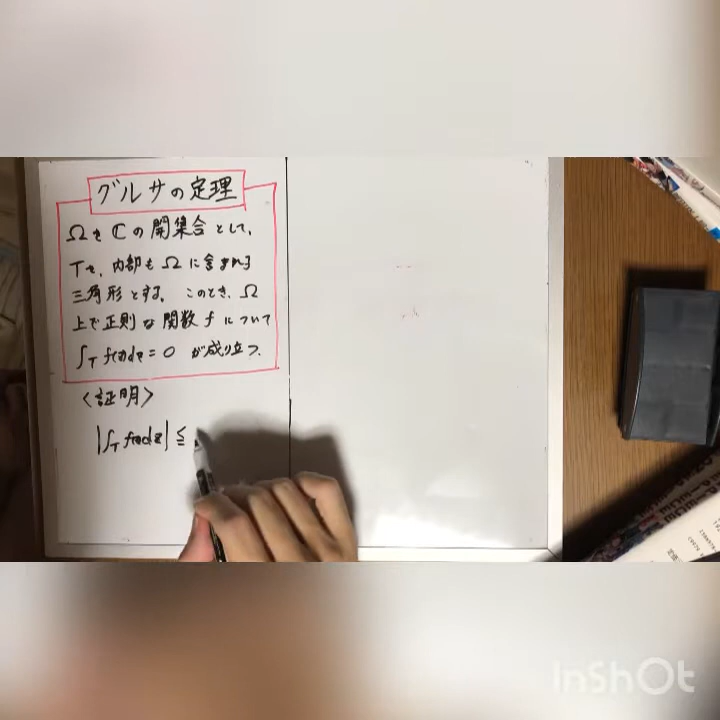 グルサの定理
Ωを ℂ の開集合として、
Tを、内部も Ω に含まれる
三角形とする。このとき、Ω
上で正則な関数 f について
∫_T f(z)dz = 0 が成り立つ.
<証明>
|∫_T f(z)dz| ≦
InShOt